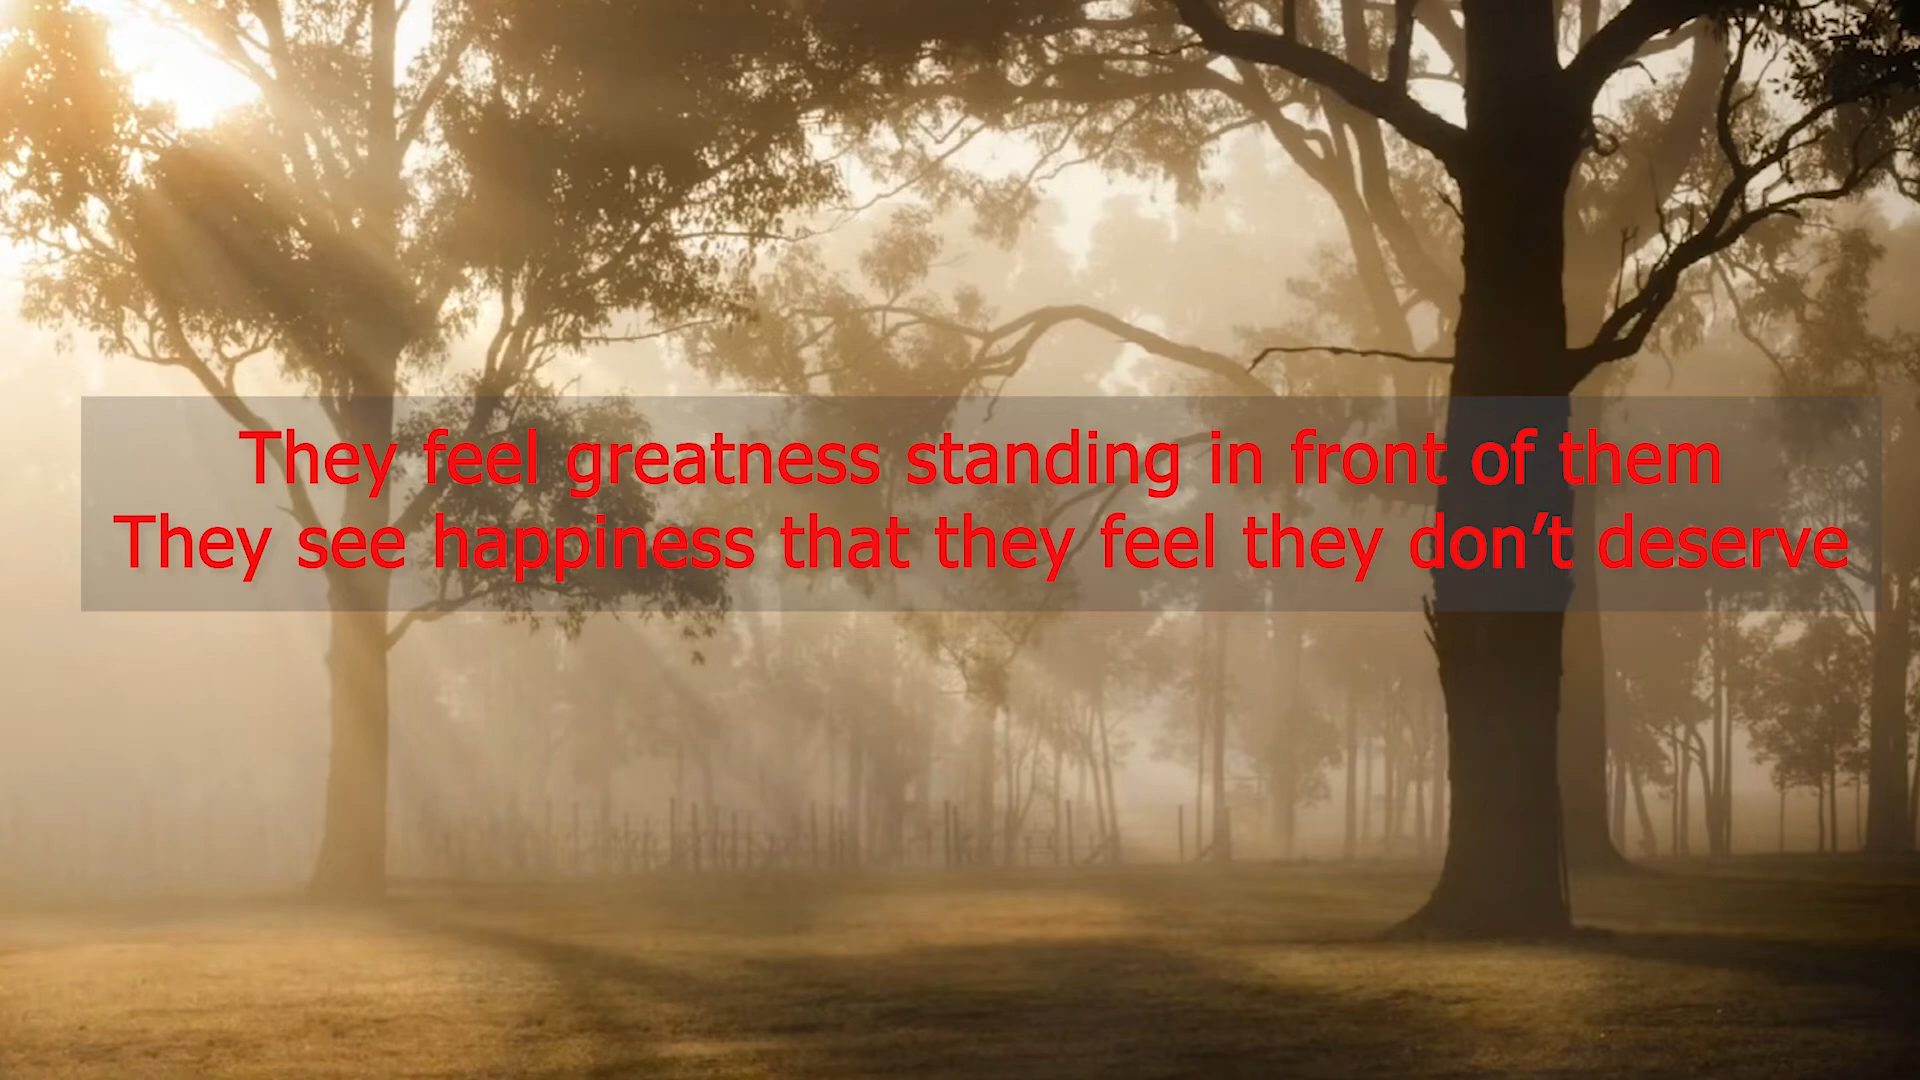 They feel greatness standing in front of them
They see happiness that they feel they don’t deserve